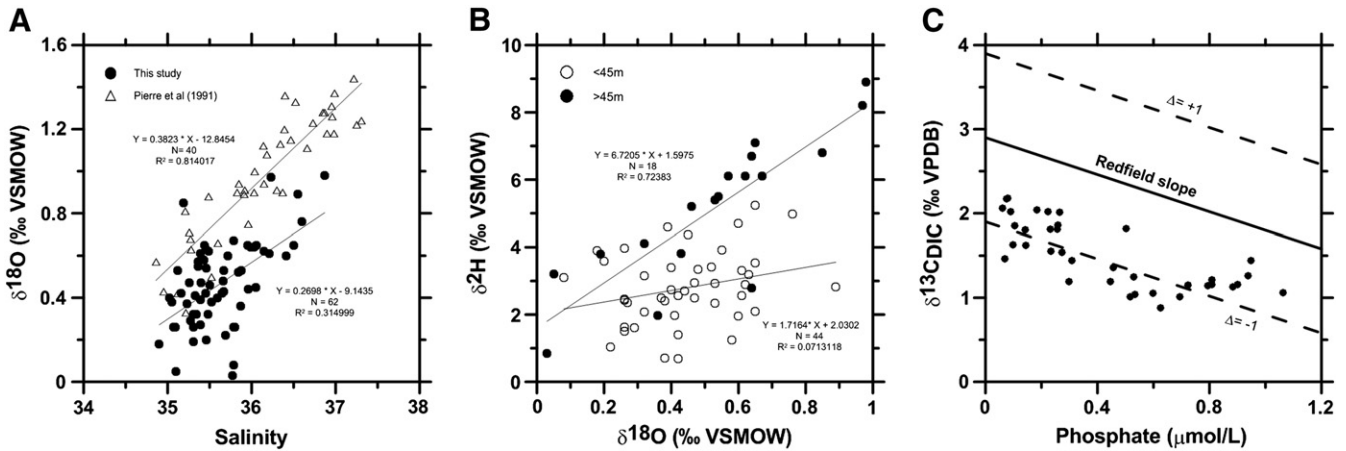 A
δ18O (‰ VSMOW)
1.6
1.2
0.8
0.4
0
This study
Pierre et al (1991)
Y = 0.3823 * X - 12.8454
N= 40
R² = 0.814017
Y = 0.2698 * X - 9.1435
N = 62
R² = 0.314999
34
35
36
37
38
Salinity
B
δ2H (‰ VSMOW)
10
8
6
4
2
0
<45m
>45m
Y = 6.7205 * X + 1.5975
N = 18
R² = 0.72383
Y = 1.7164* X + 2.0302
N = 44
R² = 0.0713118
0
0.2
0.4
0.6
0.8
1
δ18O (‰ VSMOW)
C
δ13CDIC (‰ VPDB)
4
3
2
1
0
Δ= +1
Redfield slope
Δ= -1
0
0.4
0.8
1.2
Phosphate (μmol/L)